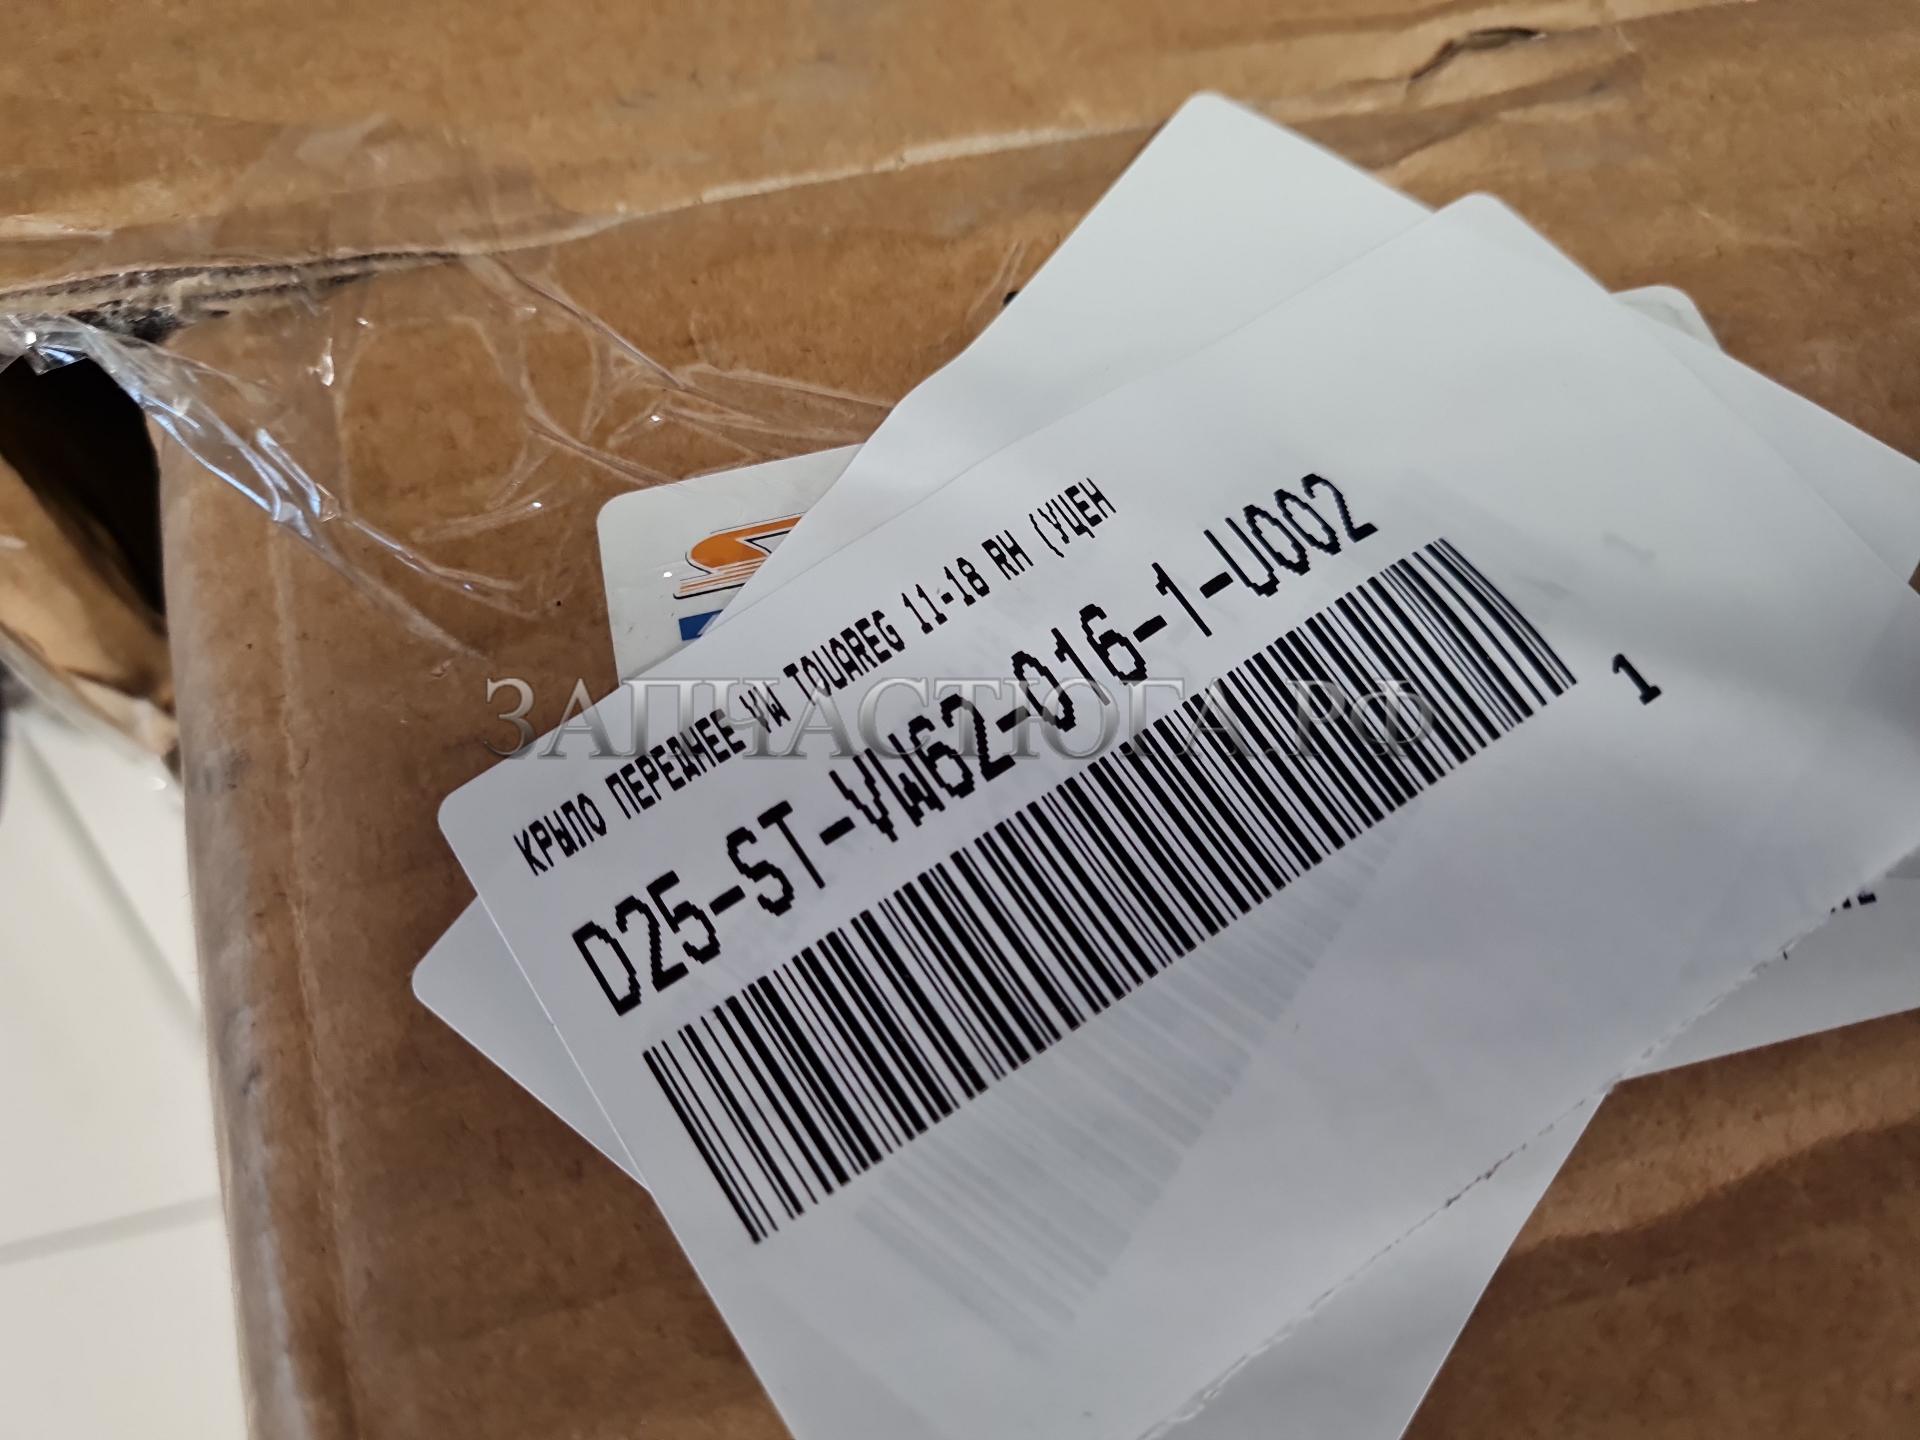 КРЫЛО ПЕРЕДНЕЕ VW TOUAREG 11-18 RH (УЦЕН
D25-ST-VW62-016-1-U002
1
ЗАПЧАСТЮГА.РФ